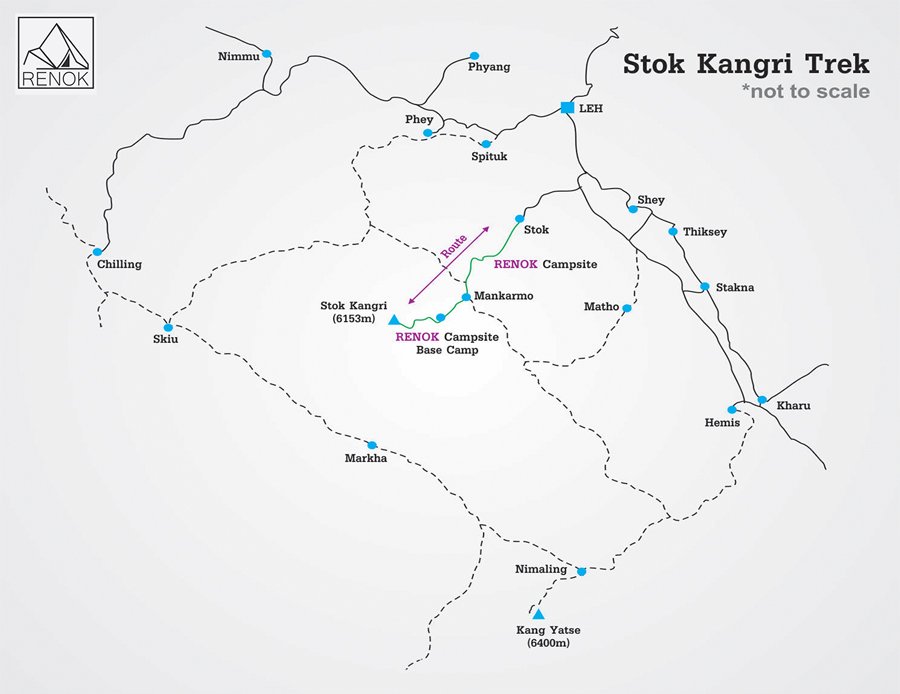 RENOK
Stok Kangri Trek
*not to scale
Nimmu
Phyang
LEH
Phey
Spituk
Shey
Stok
Thiksey
Route
Chilling
RENOK Campsite
Stakna
Mankarmo
Stok Kangri
(6153m)
Matho
Skiu
RENOK Campsite
Base Camp
Kharu
Hemis
Markha
Nimaling
Kang Yatse
(6400m)